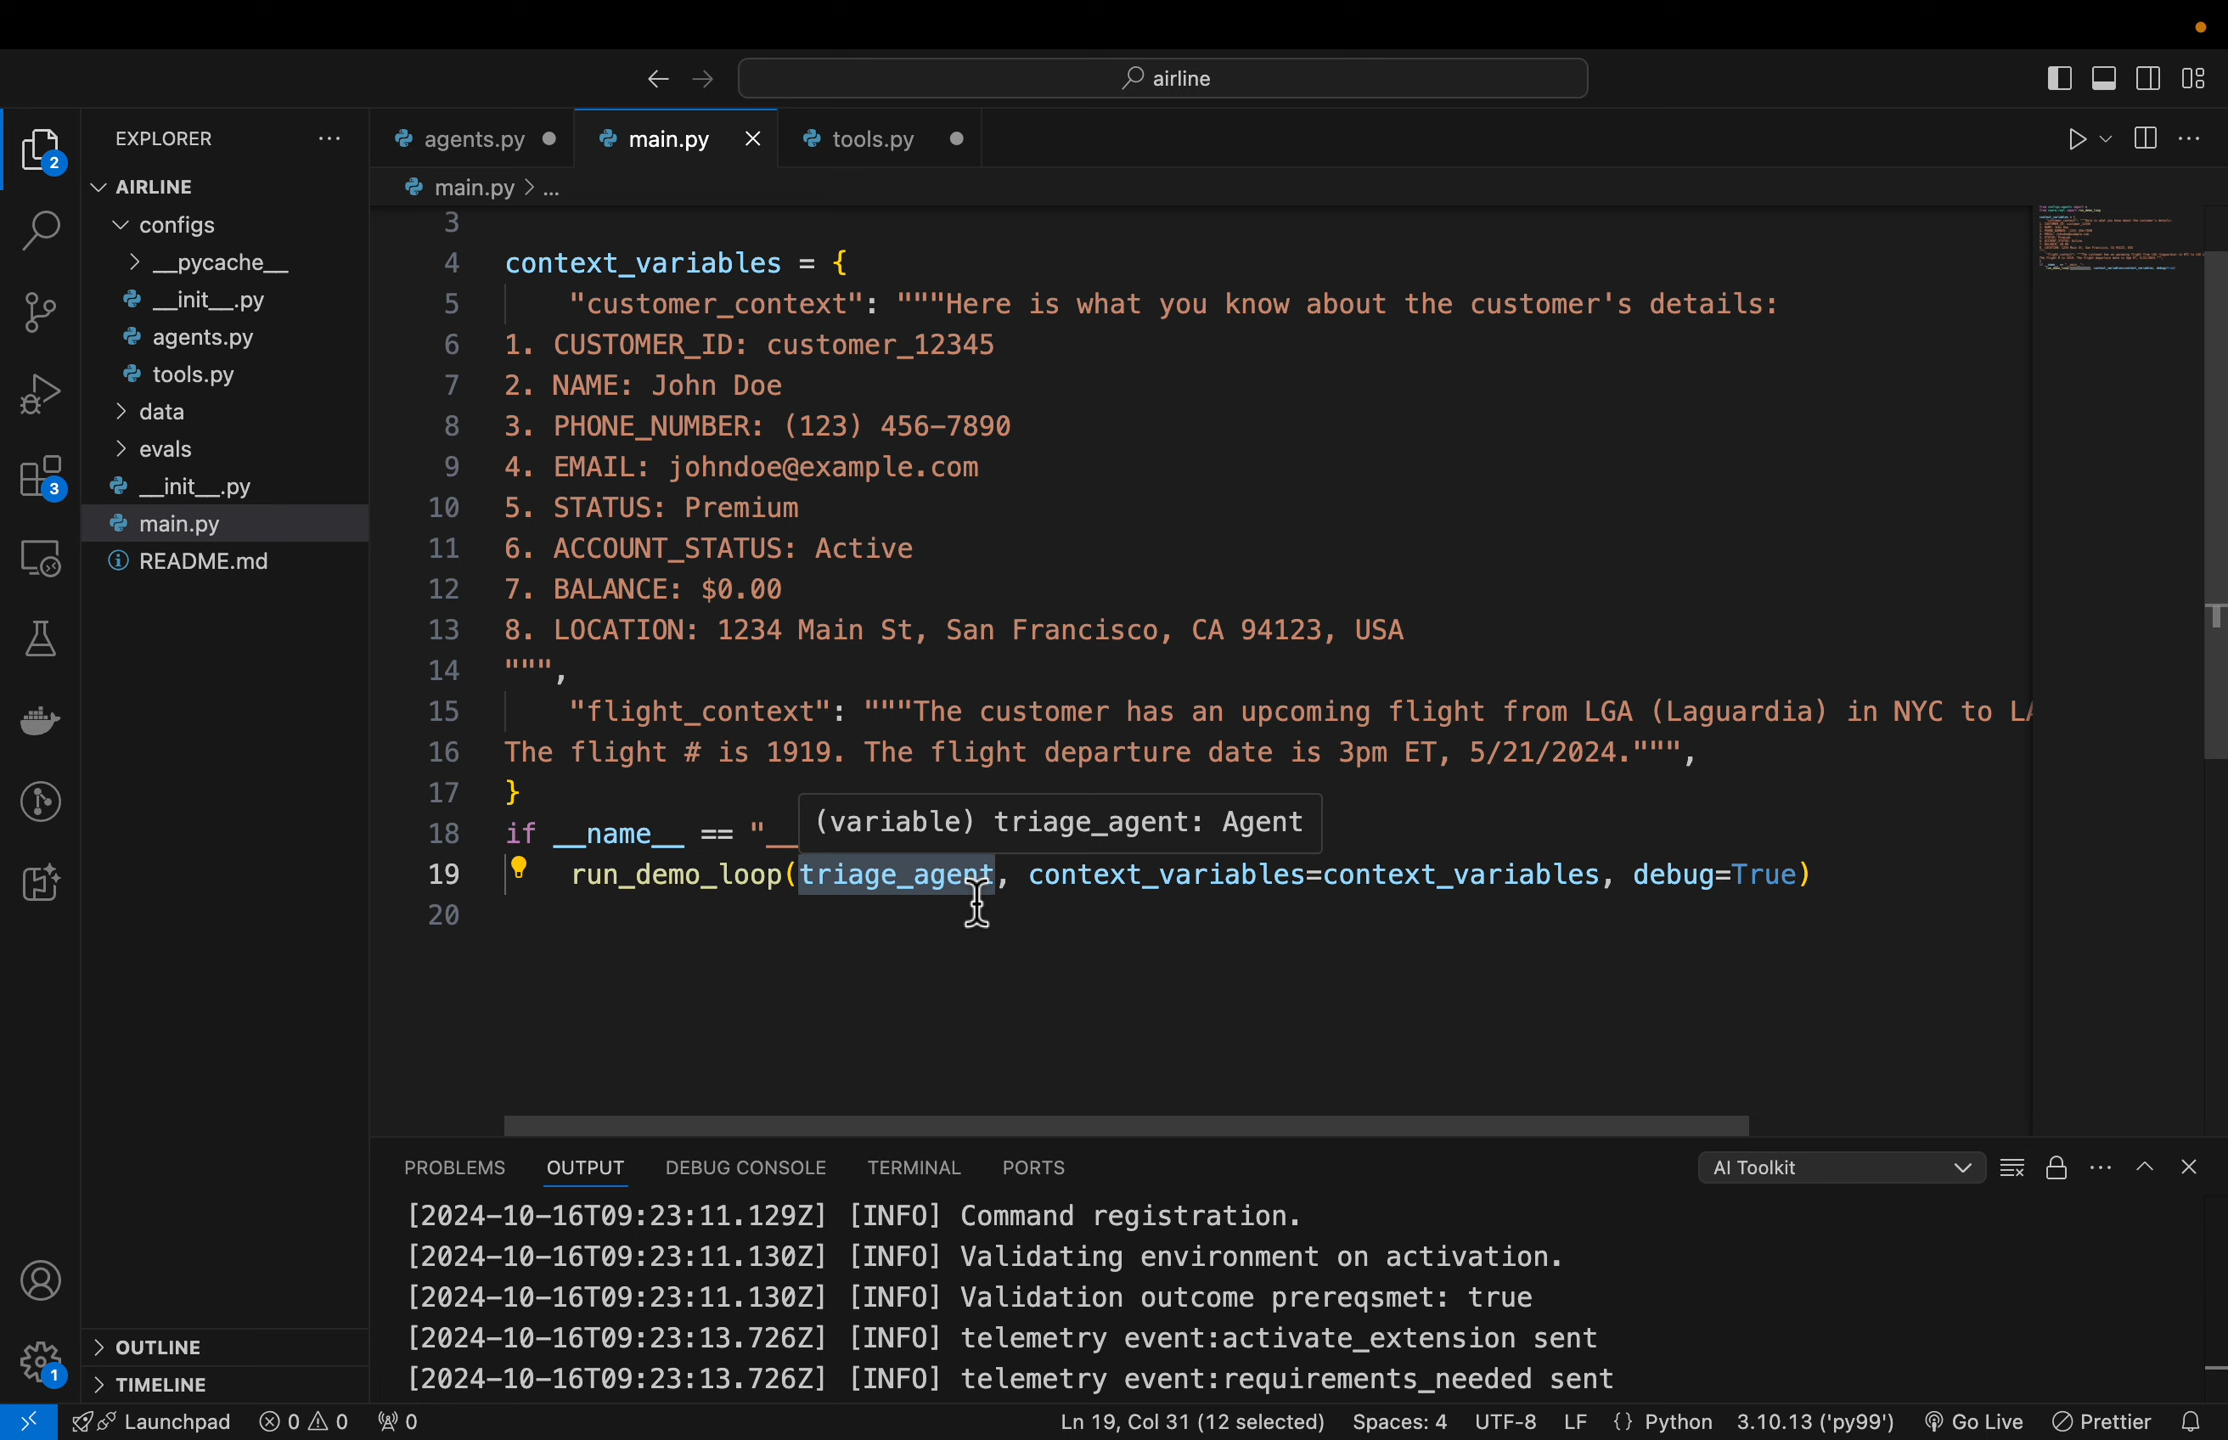 airline
EXPLORER
agents.py
main.py
tools.py
main.py > ...
2
3
1
AIRLINE
configs
__pycache__
__init__.py
agents.py
tools.py
data
evals
__init__.py
main.py
README.md
OUTLINE
TIMELINE
3
4 context_variables = {
5 "customer_context": """Here is what you know about the customer's details:
6 1. CUSTOMER_ID: customer_12345
7 2. NAME: John Doe
8 3. PHONE_NUMBER: (123) 456-7890
9 4. EMAIL: johndoe@example.com
10 5. STATUS: Premium
11 6. ACCOUNT_STATUS: Active
12 7. BALANCE: $0.00
13 8. LOCATION: 1234 Main St, San Francisco, CA 94123, USA
14 """,
15 "flight_context": """The customer has an upcoming flight from LGA (Laguardia) in NYC to LA
16 The flight # is 1919. The flight departure date is 3pm ET, 5/21/2024.""",
17 }
(variable) triage_agent: Agent
18 if __name__ == "__
19 run_demo_loop(triage_agent, context_variables=context_variables, debug=True)
20
PROBLEMS OUTPUT DEBUG CONSOLE TERMINAL PORTS
AI Toolkit
[2024-10-16T09:23:11.129Z] [INFO] Command registration.
[2024-10-16T09:23:11.130Z] [INFO] Validating environment on activation.
[2024-10-16T09:23:11.130Z] [INFO] Validation outcome prereqsmet: true
[2024-10-16T09:23:13.726Z] [INFO] telemetry event:activate_extension sent
[2024-10-16T09:23:13.726Z] [INFO] telemetry event:requirements_needed sent
Launchpad 0 0 0 Ln 19, Col 31 (12 selected) Spaces: 4 UTF-8 LF {} Python 3.10.13 ('py99') Go Live Prettier